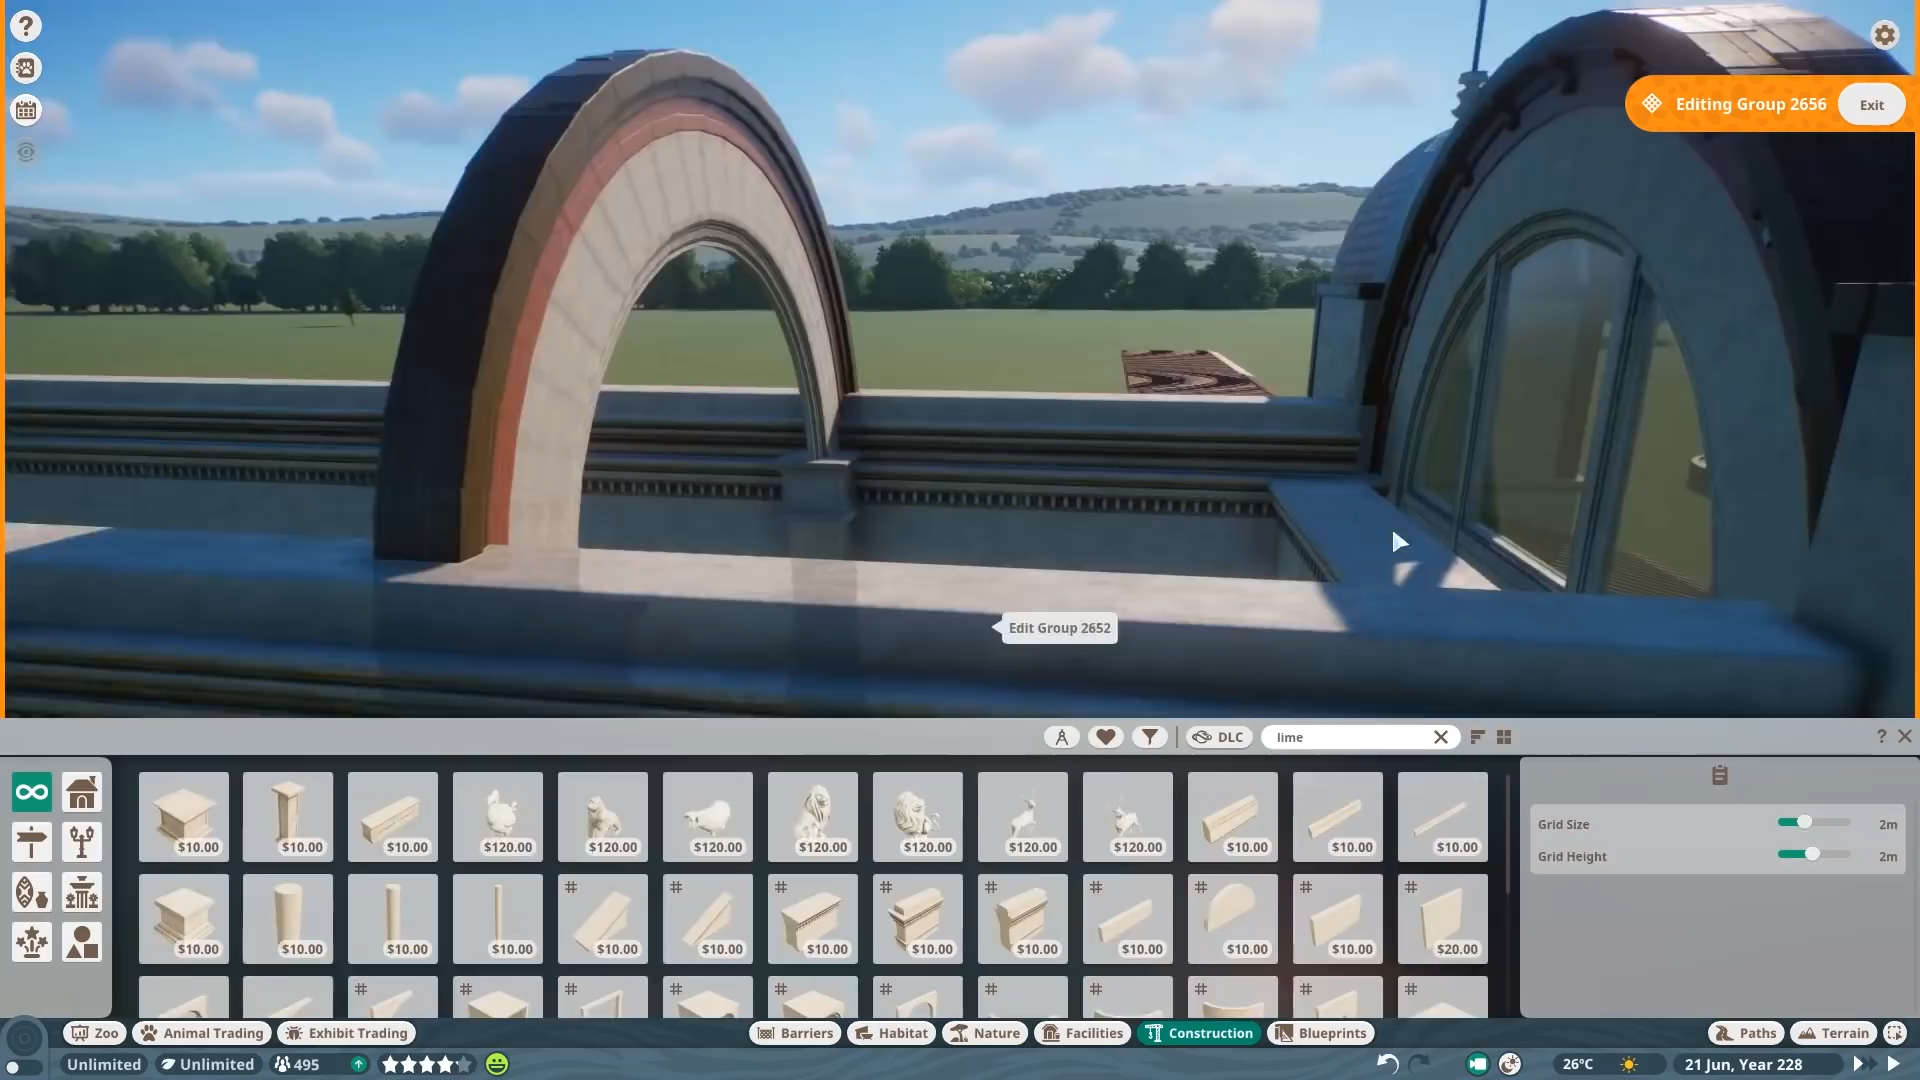 ?
Editing Group 2656 Exit
Edit Group 2652
DLC lime
?
$10.00 $10.00 $10.00 $120.00 $120.00 $120.00 $120.00 $120.00 $120.00 $120.00 $10.00 $10.00 $10.00
Grid Size 2m
Grid Height 2m
# # # # # # # # #
$10.00 $10.00 $10.00 $10.00 $10.00 $10.00 $10.00 $10.00 $10.00 $10.00 $10.00 $10.00 $20.00
# # # # # # # # # # #
Zoo Animal Trading Exhibit Trading Barriers Habitat Nature Facilities Construction Blueprints Paths Terrain
Unlimited Unlimited 495 26°C 21 Jun, Year 228